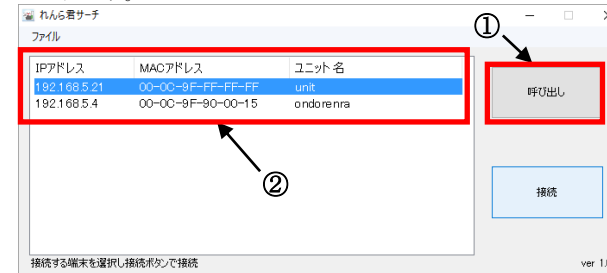 れんら君サーチ
ファイル
①
IPアドレス MACアドレス ユニット名
192.168.5.21 00-0C-9F-FF-FF-FF unit
192.168.5.4 00-0C-9F-90-00-15 ondorenra
呼び出し
②
接続
接続する端末を選択し接続ボタンで接続
ver